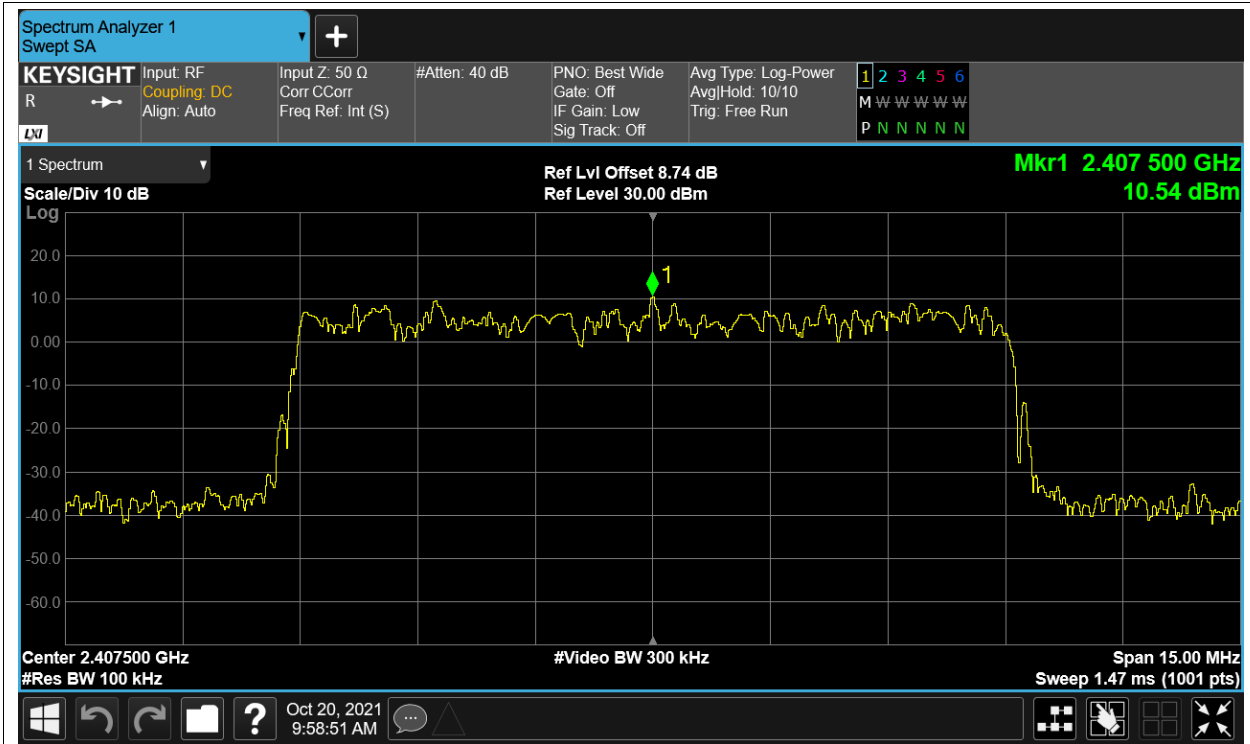 Spectrum Analyzer 1
Swept SA
KEYSIGHT
R
LXI
Input: RF
Coupling: DC
Align: Auto
Input Z: 50 Ω
Corr CCorr
Freq Ref: Int (S)
#Atten: 40 dB
PNO: Best Wide
Gate: Off
IF Gain: Low
Sig Track: Off
Avg Type: Log-Power
Avg|Hold: 10/10
Trig: Free Run
1 2 3 4 5 6
M W W W W W
P N N N N N
1 Spectrum
Scale/Div 10 dB
Log
Ref Lvl Offset 8.74 dB
Ref Level 30.00 dBm
Mkr1 2.407 500 GHz
10.54 dBm
20.0
1
10.0
0.00
-10.0
-20.0
-30.0
-40.0
-50.0
-60.0
Center 2.407500 GHz
#Video BW 300 kHz
Span 15.00 MHz
#Res BW 100 kHz
Sweep 1.47 ms (1001 pts)
?
Oct 20, 2021
9:58:51 AM